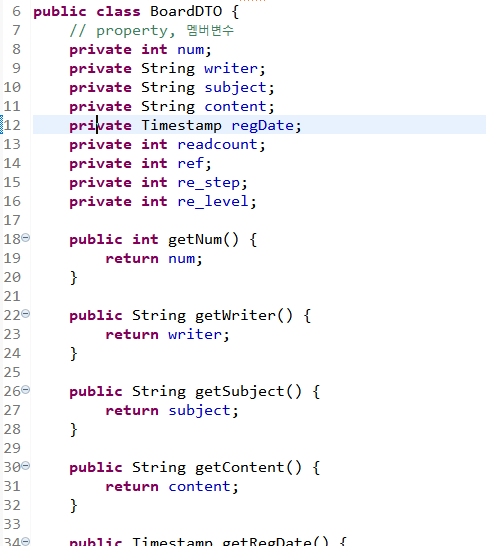 6 public class BoardDTO {
7 // property, 멤버변수
8 private int num;
9 private String writer;
10 private String subject;
11 private String content;
12 private Timestamp regDate;
13 private int readcount;
14 private int ref;
15 private int re_step;
16 private int re_level;
17
18 public int getNum() {
19 return num;
20 }
21
22 public String getWriter() {
23 return writer;
24 }
25
26 public String getSubject() {
27 return subject;
28 }
29
30 public String getContent() {
31 return content;
32 }
33
34 public Timestamp getRegDate() {